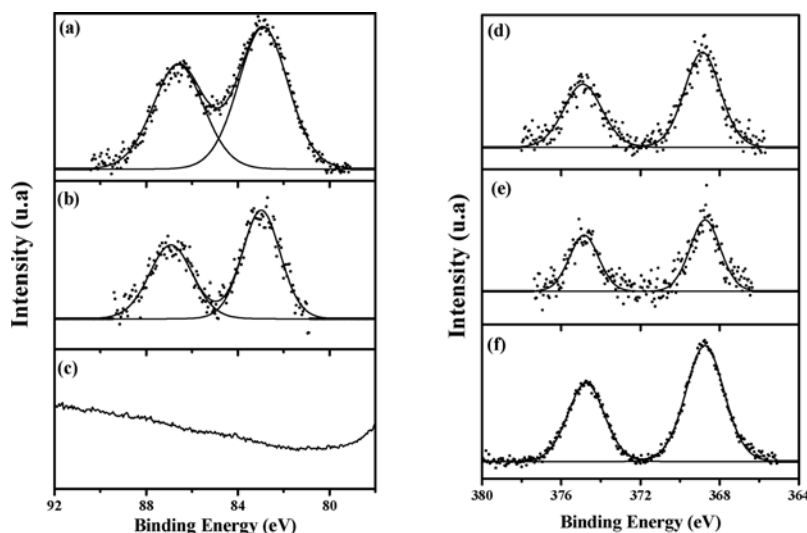 (a)
(b)
(c)
Intensity (u.a)
92 88 84 80
Binding Energy (eV)
(d)
(e)
(f)
Intensity (u.a)
380 376 372 368 364
Binding Energy (eV)